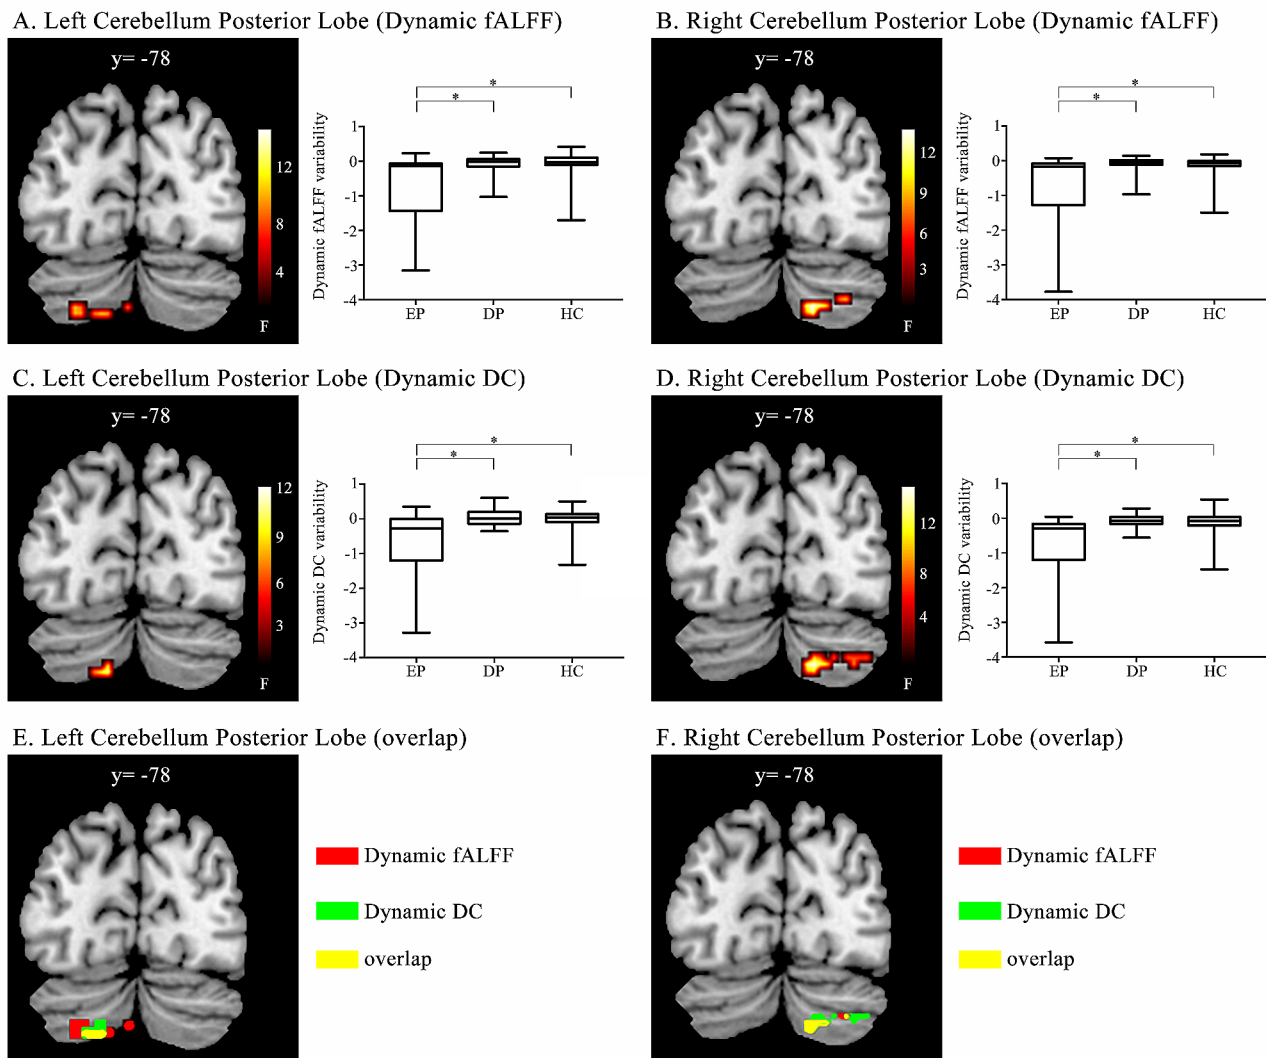 A. Left Cerebellum Posterior Lobe (Dynamic fALFF)
y= -78
12
8
4
F
Dynamic fALFF variability
1
0
-1
-2
-3
-4
*
*
EP DP HC
B. Right Cerebellum Posterior Lobe (Dynamic fALFF)
y= -78
12
9
6
3
F
Dynamic fALFF variability
1
0
-1
-2
-3
-4
*
*
EP DP HC
C. Left Cerebellum Posterior Lobe (Dynamic DC)
y= -78
12
9
6
3
F
Dynamic DC variability
1
0
-1
-2
-3
-4
*
*
EP DP HC
D. Right Cerebellum Posterior Lobe (Dynamic DC)
y= -78
12
8
4
F
Dynamic DC variability
1
0
-1
-2
-3
-4
*
*
EP DP HC
E. Left Cerebellum Posterior Lobe (overlap)
y= -78
Dynamic fALFF
Dynamic DC
overlap
F. Right Cerebellum Posterior Lobe (overlap)
y= -78
Dynamic fALFF
Dynamic DC
overlap